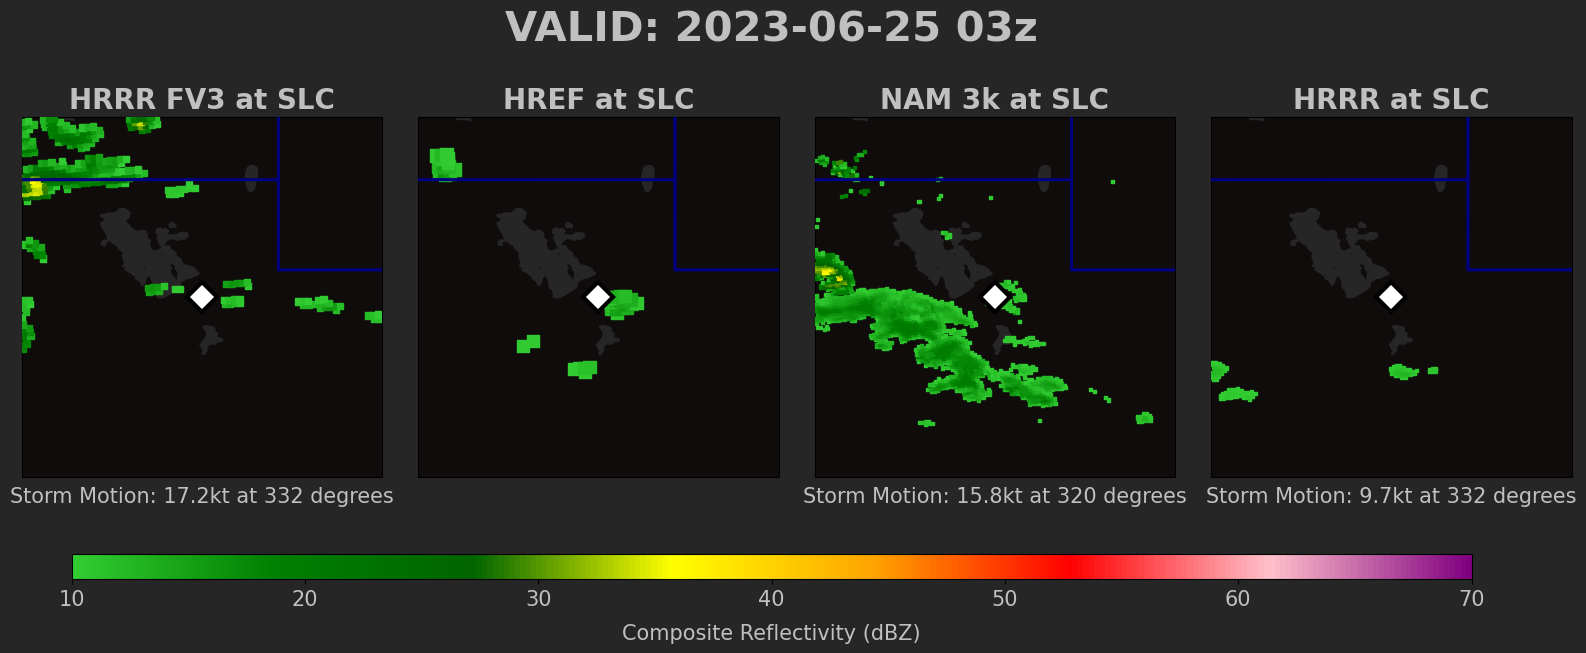 VALID: 2023-06-25 03z
HRRR FV3 at SLC
HREF at SLC
NAM 3k at SLC
HRRR at SLC
Storm Motion: 17.2kt at 332 degrees
Storm Motion: 15.8kt at 320 degrees
Storm Motion: 9.7kt at 332 degrees
10 20 30 40 50 60 70
Composite Reflectivity (dBZ)